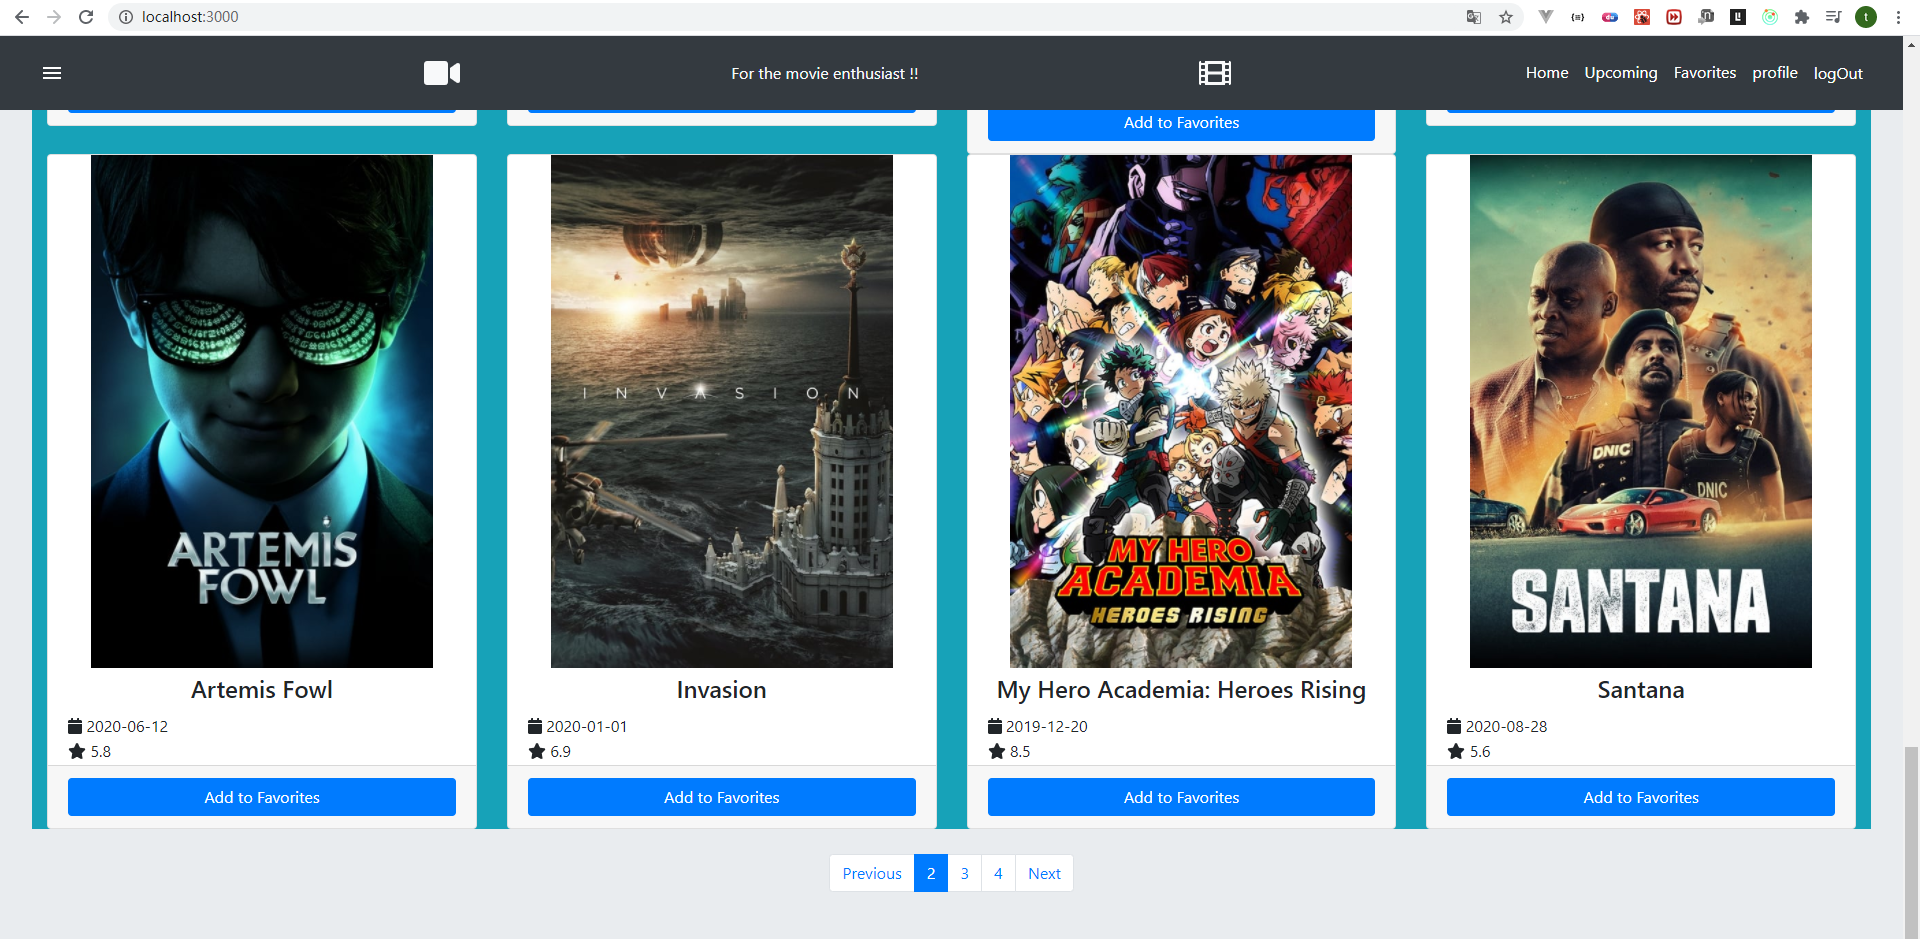 localhost:3000
For the movie enthusiast !!
Home Upcoming Favorites profile logOut
Add to Favorites
ARTEMIS
FOWL
INVASION
MY HERO
ACADEMIA
HEROES RISING
DNIC
DNIC
SANTANA
Artemis Fowl
Invasion
My Hero Academia: Heroes Rising
Santana
2020-06-12
2020-01-01
2019-12-20
2020-08-28
5.8
6.9
8.5
5.6
Add to Favorites
Add to Favorites
Add to Favorites
Add to Favorites
Previous 2 3 4 Next